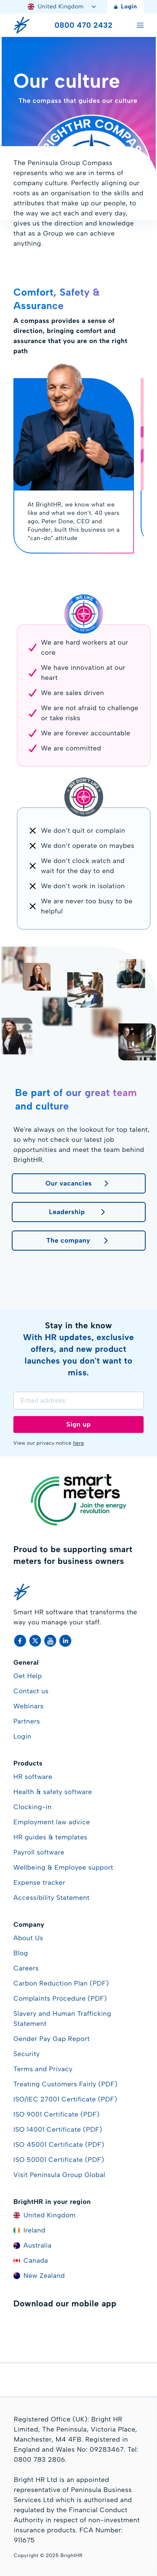 United Kingdom
Login
0800 470 2432
Our culture
The compass that guides our culture
BRIGHTHR COMPASS
The Peninsula Group Compass
represents who we are in terms of
company culture. Perfectly aligning our
roots as an organisation to the skills and
attributes that make up our people, to
the way we act each and every day,
gives us the direction and knowledge
that as a Group we can achieve
anything.
Comfort, Safety &
Assurance
A compass provides a sense of
direction, bringing comfort and
assurance that you are on the right
path
At BrightHR, we know what we
like and what we don't. 40 years
ago, Peter Done, CEO and
Founder, built this business on a
"can-do" attitude
WE LIKE
We are hard workers at our
core
We have innovation at our
heart
We are sales driven
We are not afraid to challenge
or take risks
We are forever accountable
We are committed
WE DON'T LIKE
We don't quit or complain
We don't operate on maybes
We don't clock watch and
wait for the day to end
We don't work in isolation
We are never too busy to be
helpful
Be part of our great team
and culture
We're always on the lookout for top talent,
so why not check our latest job
opportunities and meet the team behind
BrightHR.
Our vacancies
Leadership
The company
Stay in the know
With HR updates, exclusive
offers, and new product
launches you don't want to
miss.
Email address
Sign up
View our privacy notice here
smart
meters
Join the energy
revolution
Proud to be supporting smart
meters for business owners
Smart HR software that transforms the
way you manage your staff.
General
Get Help
Contact us
Webinars
Partners
Login
Products
HR software
Health & safety software
Clocking-in
Employment law advice
HR guides & templates
Payroll software
Wellbeing & Employee support
Expense tracker
Accessibility Statement
Company
About Us
Blog
Careers
Carbon Reduction Plan (PDF)
Complaints Procedure (PDF)
Slavery and Human Trafficking
Statement
Gender Pay Gap Report
Security
Terms and Privacy
Treating Customers Fairly (PDF)
ISO/IEC 27001 Certificate (PDF)
ISO 9001 Certificate (PDF)
ISO 14001 Certificate (PDF)
ISO 45001 Certificate (PDF)
ISO 50001 Certificate (PDF)
Visit Peninsula Group Global
BrightHR in your region
United Kingdom
Ireland
Australia
Canada
New Zealand
Download our mobile app
Registered Office (UK): Bright HR
Limited, The Peninsula, Victoria Place,
Manchester, M4 4FB. Registered in
England and Wales No: 09283467. Tel:
0800 783 2806.
Bright HR Ltd is an appointed
representative of Peninsula Business
Services Ltd which is authorised and
regulated by the Financial Conduct
Authority in respect of non-investment
insurance products. FCA Number:
911675
Copyright © 2025 BrightHR